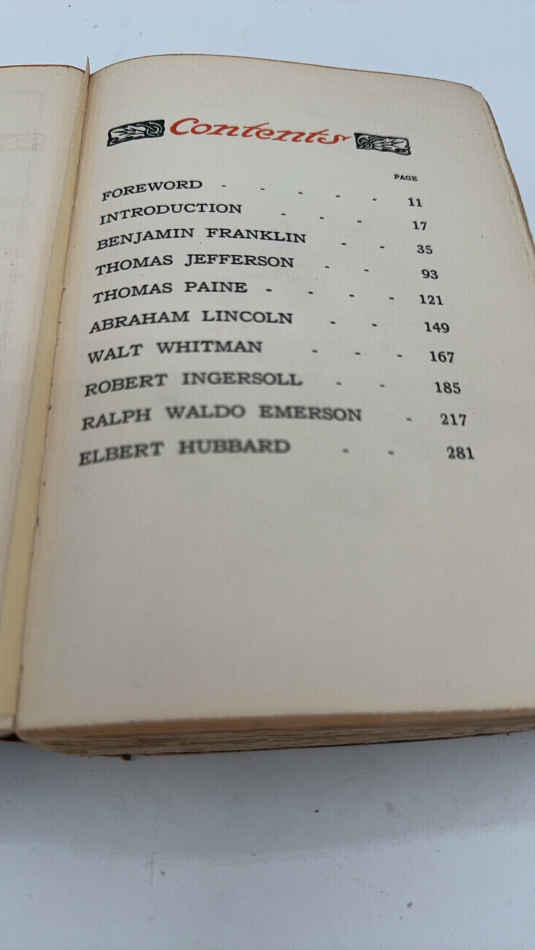 Contents
PAGE
FOREWORD - - - - - 11
INTRODUCTION - - - 17
BENJAMIN FRANKLIN - - 35
THOMAS JEFFERSON - - 93
THOMAS PAINE - - - - 121
ABRAHAM LINCOLN - - 149
WALT WHITMAN - - - 167
ROBERT INGERSOLL - - 185
RALPH WALDO EMERSON - 217
ELBERT HUBBARD - - 281